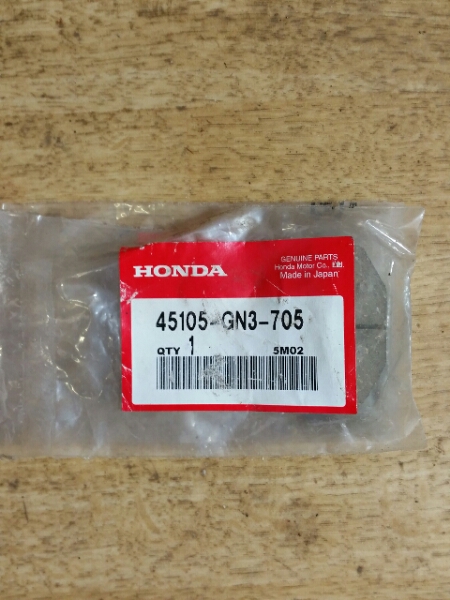 HONDA
GENUINE PARTS
Honda Motor Co., Ltd.
Made in Japan
45105-GN3-705
QTY 1 5M02